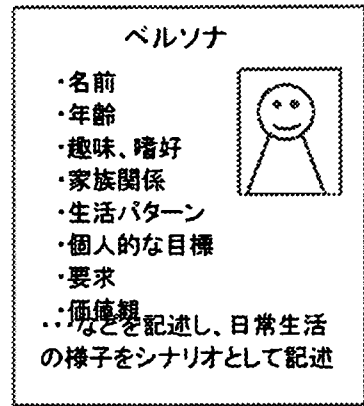 ペルソナ
・名前
・年齢
・趣味、嗜好
・家族関係
・生活パターン
・個人的な目標
・要求
・価値観
・・・などを記述し、日常生活
の様子をシナリオとして記述